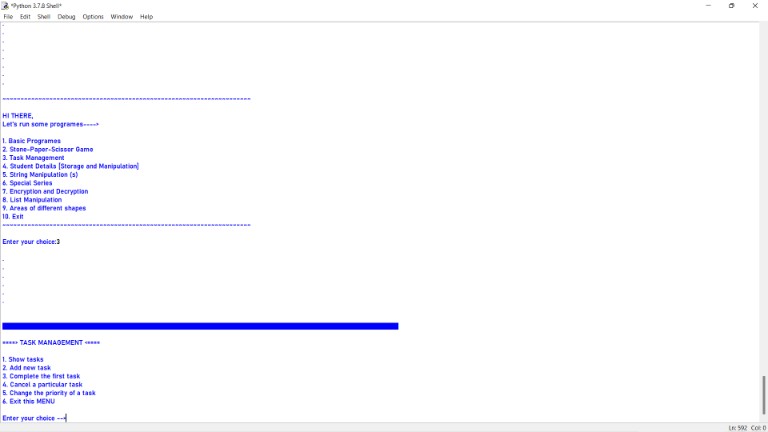 *Python 3.7.8 Shell*
File Edit Shell Debug Options Window Help
HI THERE,
Let's run some programes---->
1. Basic Programes
2. Stone-Paper-Scissor Game
3. Task Management
4. Student Details [Storage and Manipulation]
5. String Manipulation (s)
6. Special Series
7. Encryption and Decryption
8. List Manipulation
9. Areas of different shapes
10. Exit
Enter your choice:3
====> TASK MANAGEMENT <====
1. Show tasks
2. Add new task
3. Complete the first task
4. Cancel a particular task
5. Change the priority of a task
6. Exit this MENU
Enter your choice -->
Ln: 592 Col: 0